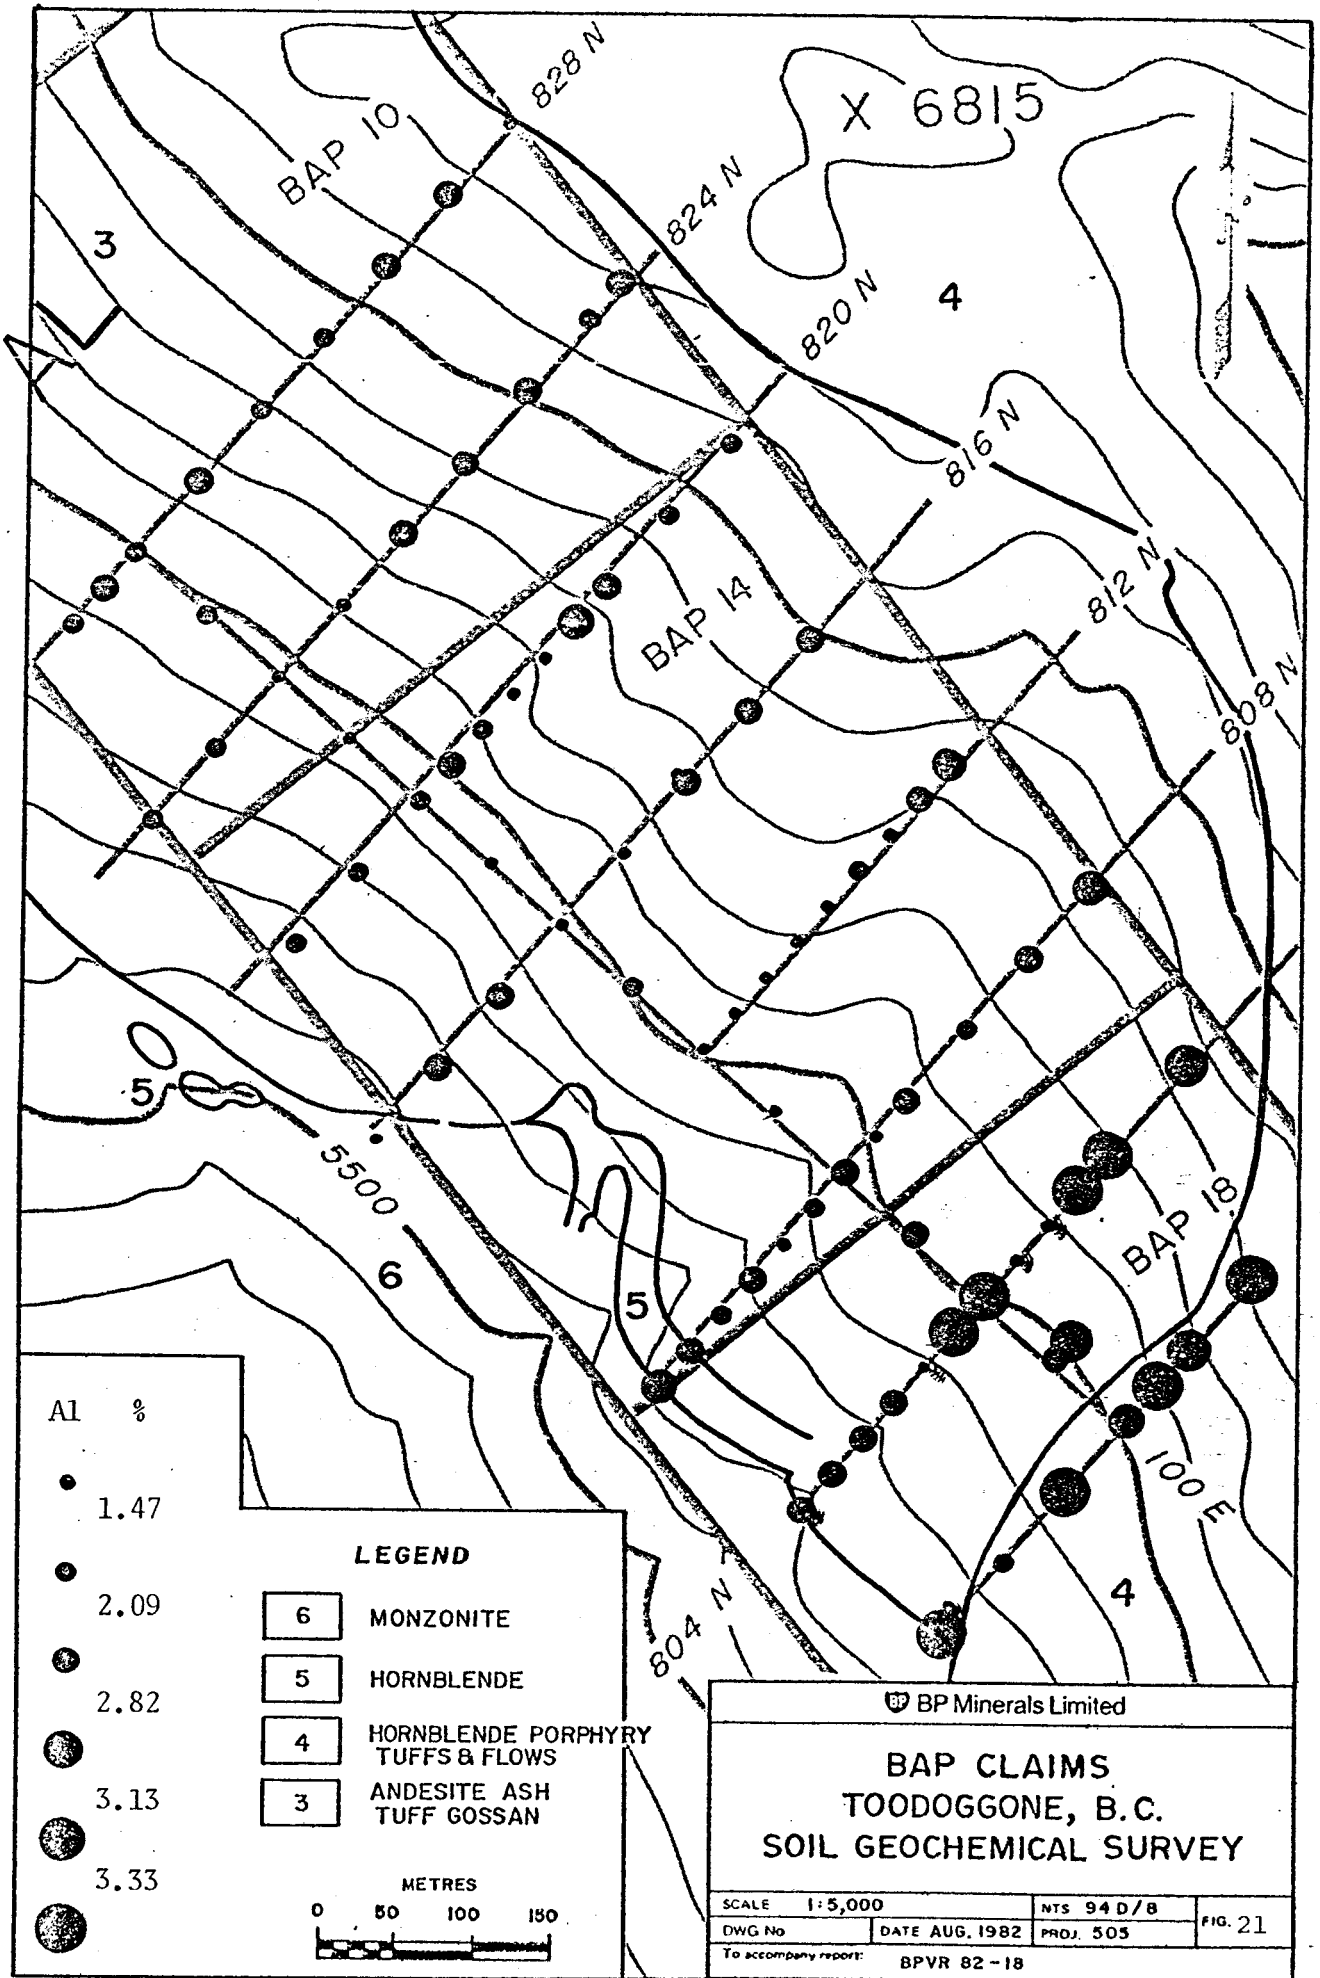 828 N
BAP 10
X 6815
824 N
3
4
820 N
816 N
BAP 14
812 N
808 N
5
5500
BAP 18
6
5
100 E
4
804 N
Al %
1.47
2.09
2.82
3.13
3.33
LEGEND
6 MONZONITE
5 HORNBLENDE
4 HORNBLENDE PORPHYRY
TUFFS & FLOWS
3 ANDESITE ASH
TUFF GOSSAN
METRES
0 50 100 150
BP BP Minerals Limited
BAP CLAIMS
TOODOGGONE, B.C.
SOIL GEOCHEMICAL SURVEY
SCALE 1:5,000
NTS 94 D/8
FIG. 21
DWG No
DATE AUG. 1982
PROJ. 505
To accompany report: BPVR 82-18